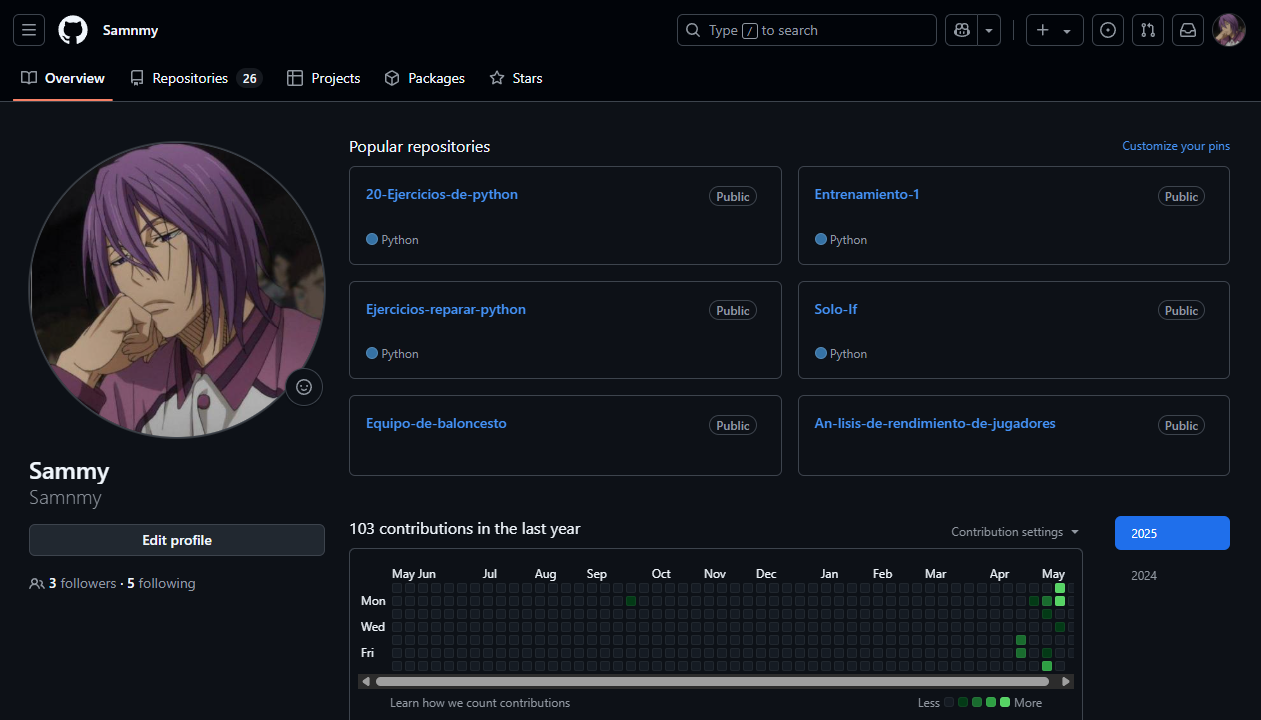 Samnmy
Type / to search
Overview
Repositories 26
Projects
Packages
Stars
Popular repositories
Customize your pins
20-Ejercicios-de-python
Public
Python
Entrenamiento-1
Public
Python
Ejercicios-reparar-python
Public
Python
Solo-If
Public
Python
Equipo-de-baloncesto
Public
An-lisis-de-rendimiento-de-jugadores
Public
Sammy
Samnmy
Edit profile
3 followers · 5 following
103 contributions in the last year
Contribution settings
2025
2024
May Jun Jul Aug Sep Oct Nov Dec Jan Feb Mar Apr May
Mon
Wed
Fri
Learn how we count contributions
Less
More